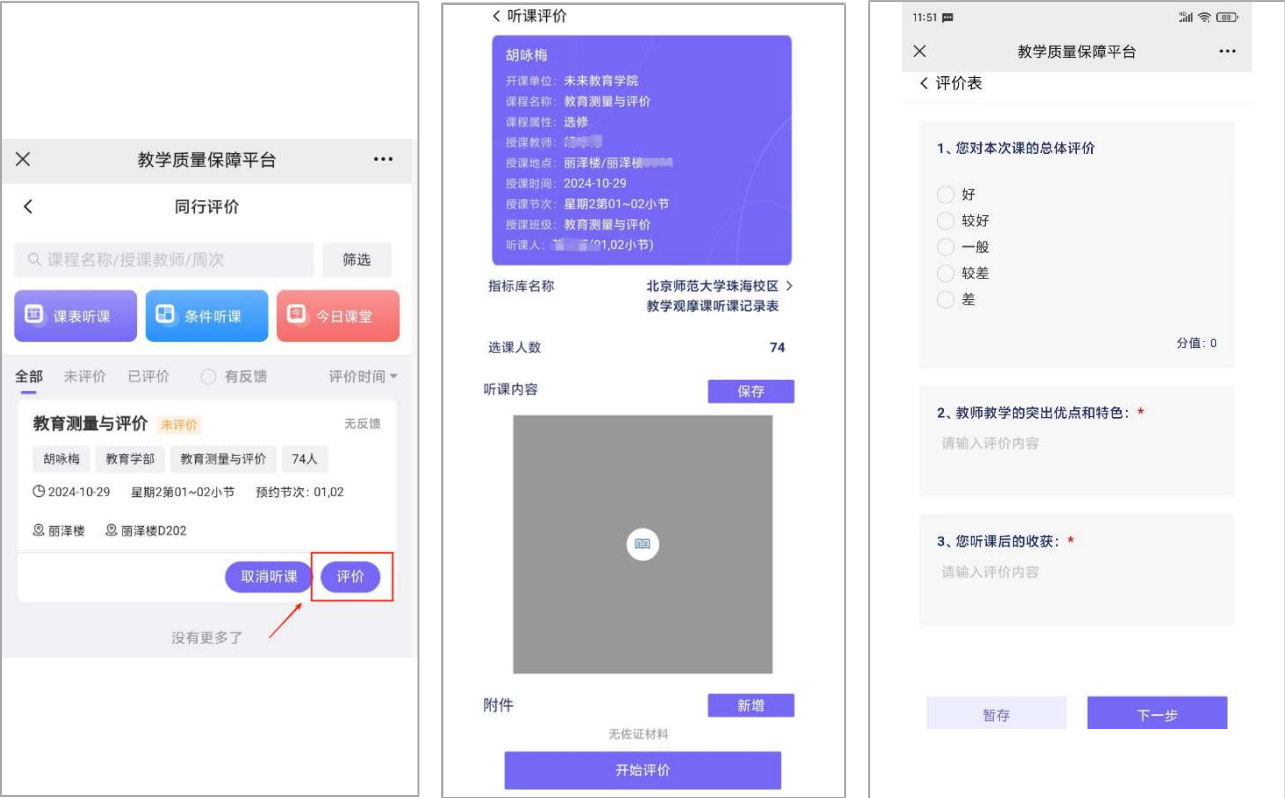 教学质量保障平台
同行评价
课程名称/授课教师/周次
筛选
课表听课
条件听课
今
今日课堂
全部 未评价 已评价 有反馈 评价时间
教育测量与评价 未评价 无反馈
胡咏梅 教育学部 教育测量与评价 74人
2024-10-29 星期2第01~02小节 预约节次: 01,02
丽泽楼 丽泽楼D202
取消听课 评价
没有更多了
听课评价
胡咏梅
开课单位: 未来教育学院
课程名称: 教育测量与评价
课程属性: 选修
授课教师:
授课地点: 丽泽楼/丽泽楼
授课时间: 2024-10-29
授课节次: 星期2第01~02小节
授课班级: 教育测量与评价
听课人: (01,02小节)
指标库名称 北京师范大学珠海校区
教学观摩课听课记录表
选课人数 74
听课内容 保存
附件 新增
无佐证材料
开始评价
11:51 88
教学质量保障平台
评价表
1、您对本次课的总体评价
好
较好
一般
较差
差
分值: 0
2、教师教学的突出优点和特色: *
请输入评价内容
3、您听课后的收获: *
请输入评价内容
暂存 下一步